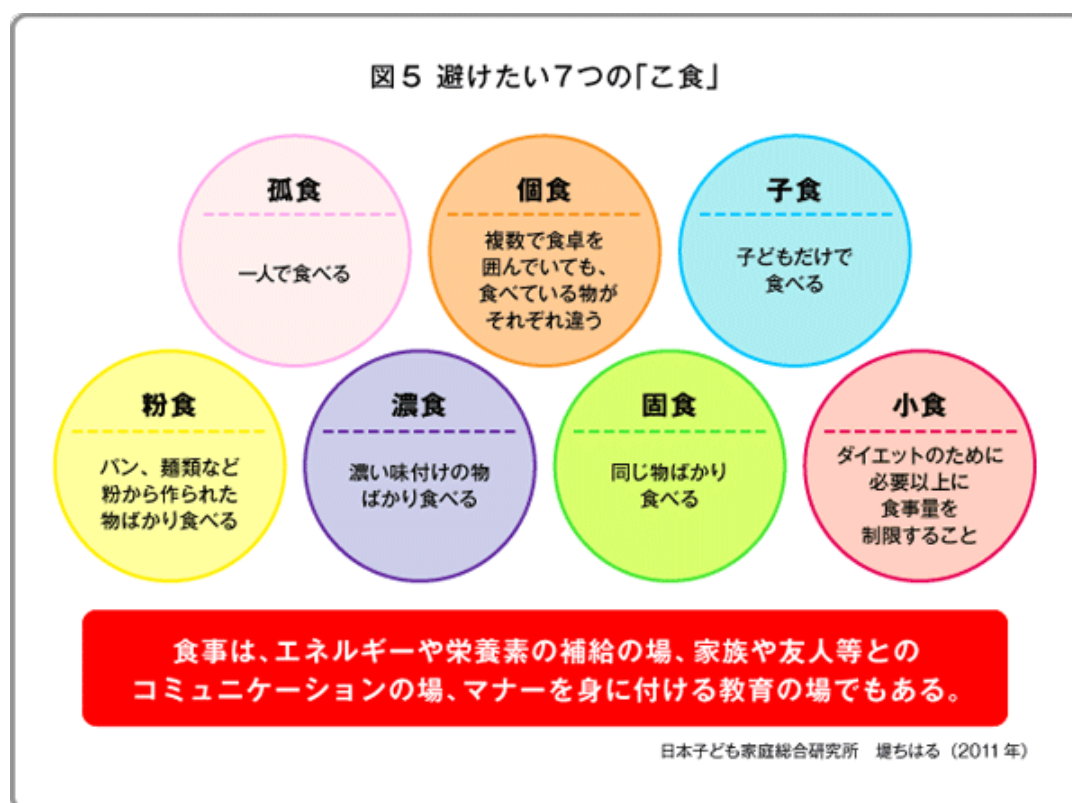 図5 避けたい7つの「こ食」
孤食
一人で食べる
個食
複数で食卓を
囲んでいても、
食べている物が
それぞれ違う
子食
子どもだけで
食べる
粉食
パン、麺類など
粉から作られた
物ばかり食べる
濃食
濃い味付けの物
ばかり食べる
固食
同じ物ばかり
食べる
小食
ダイエットのために
必要以上に
食事量を
制限すること
食事は、エネルギーや栄養素の補給の場、家族や友人等との
コミュニケーションの場、マナーを身に付ける教育の場でもある。
日本子ども家庭総合研究所 堤ちはる（2011年）